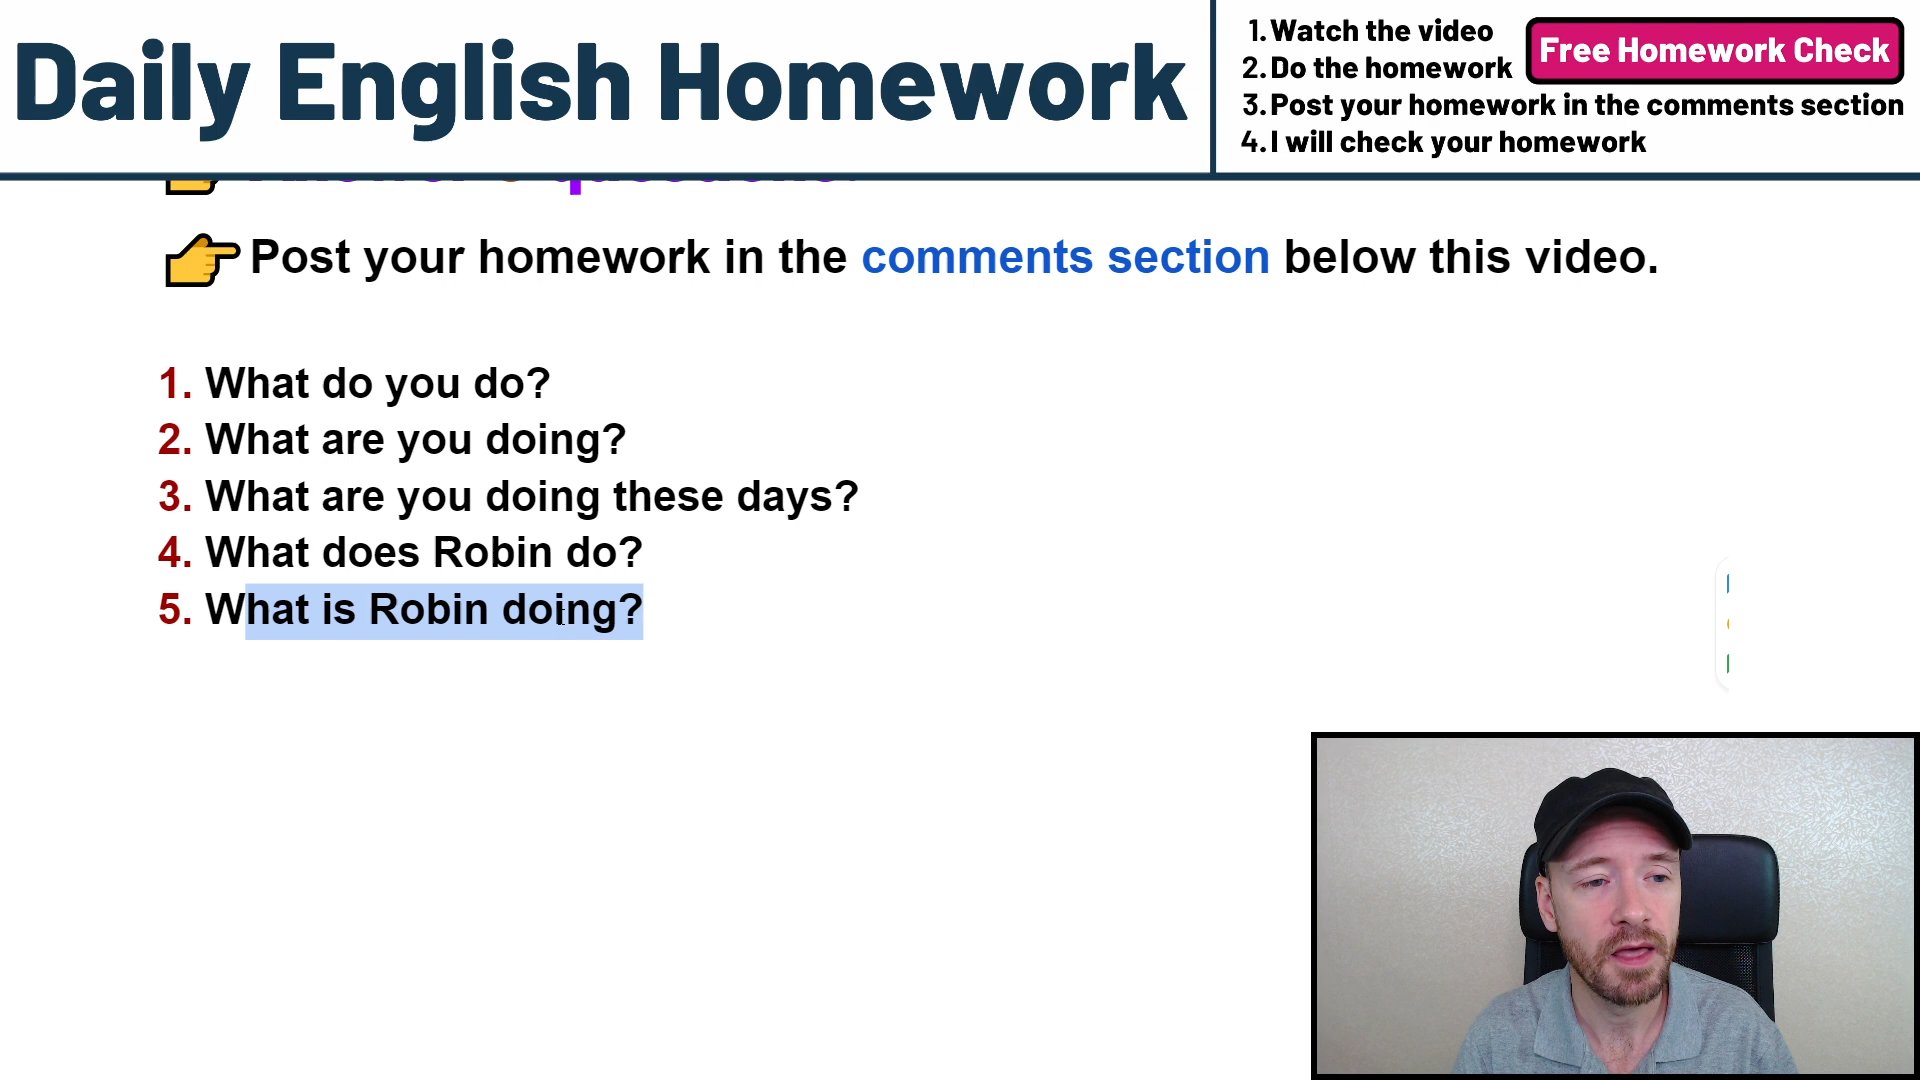 Daily English Homework
1. Watch the video
2. Do the homework
Free Homework Check
3. Post your homework in the comments section
4. I will check your homework
Post your homework in the comments section below this video.
1. What do you do?
2. What are you doing?
3. What are you doing these days?
4. What does Robin do?
5. What is Robin doing?